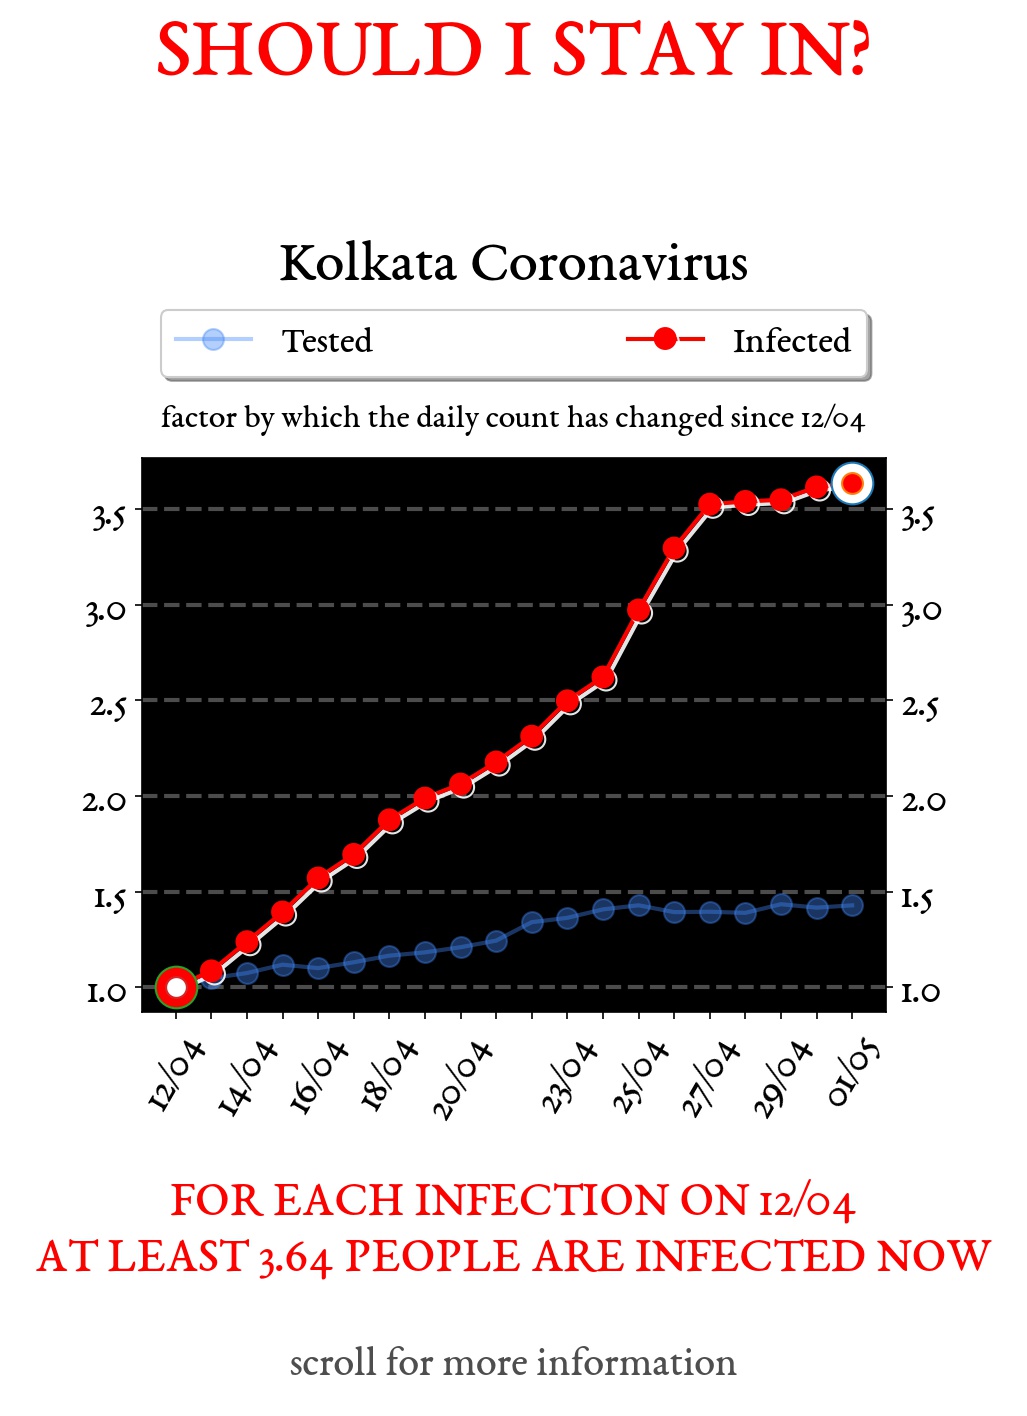 SHOULD I STAY IN?
Kolkata Coronavirus
Tested Infected
factor by which the daily count has changed since 12/04
3.5 3.5
3.0 3.0
2.5 2.5
2.0 2.0
1.5 1.5
1.0 1.0
12/04 14/04 16/04 18/04 20/04 23/04 25/04 27/04 29/04 01/05
FOR EACH INFECTION ON 12/04
AT LEAST 3.64 PEOPLE ARE INFECTED NOW
scroll for more information